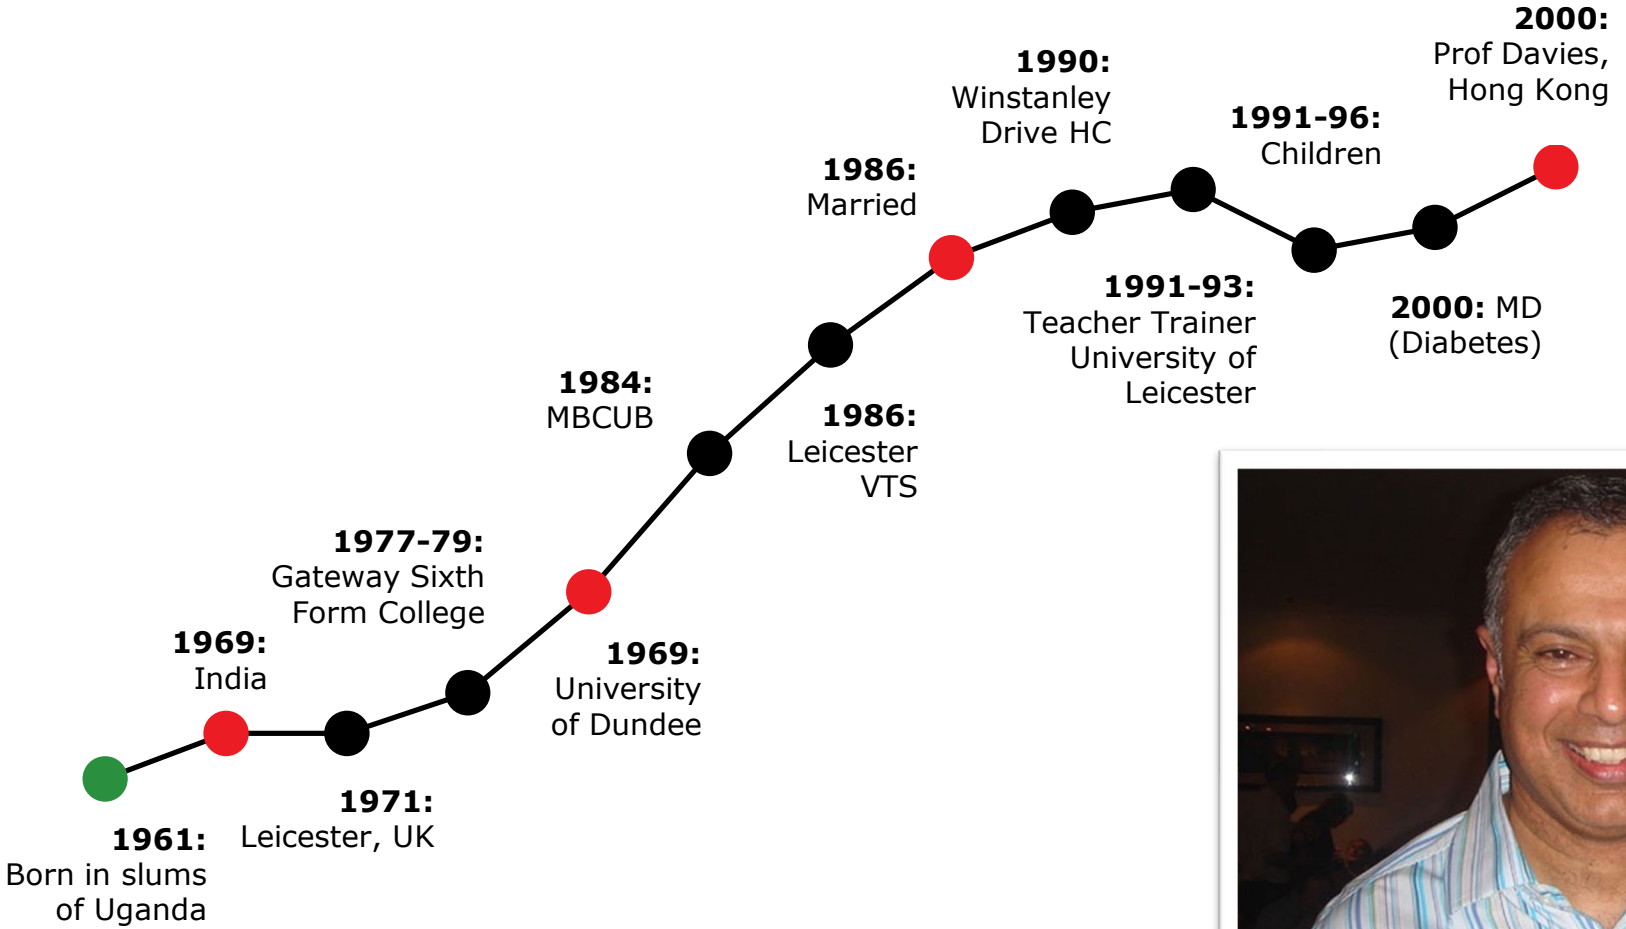 1961:
Born in slums
of Uganda
1969:
India
1971:
Leicester, UK
1977-79:
Gateway Sixth
Form College
1969:
University
of Dundee
1984:
MBCUB
1986:
Leicester
VTS
1986:
Married
1990:
Winstanley
Drive HC
1991-93:
Teacher Trainer
University of
Leicester
1991-96:
Children
2000: MD
(Diabetes)
2000:
Prof Davies,
Hong Kong